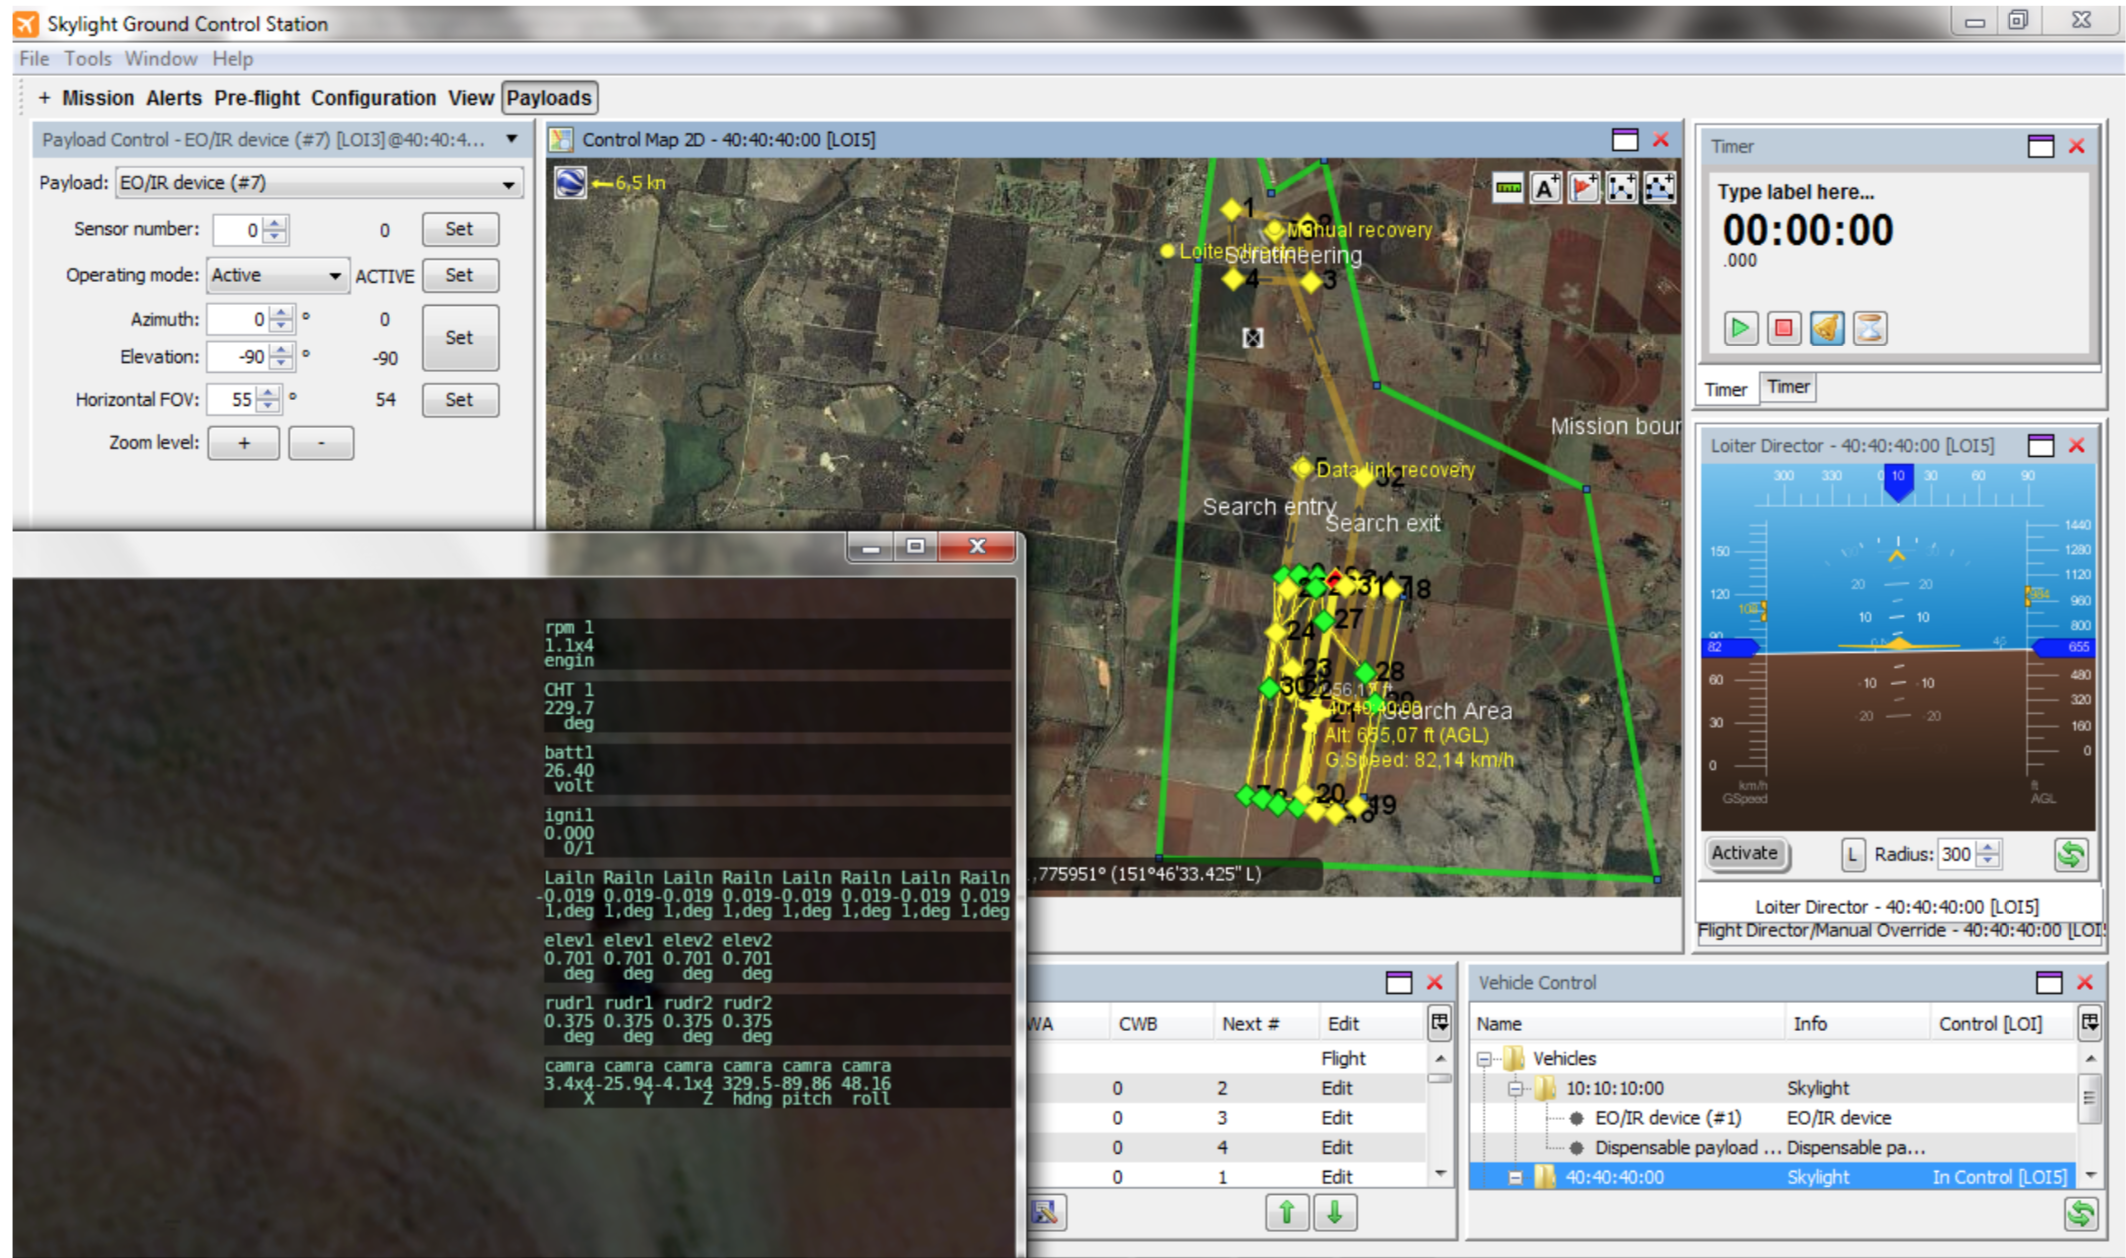 Skylight Ground Control Station
File Tools Window Help
+ Mission Alerts Pre-flight Configuration View Payloads
Payload Control - EO/IR device (#7) [LOI3]@40:40:4...
Payload: EO/IR device (#7)
Sensor number: 0 0 Set
Operating mode: Active ACTIVE Set
Azimuth: 0 ° 0
Set
Elevation: -90 ° -90
Horizontal FOV: 55 ° 54 Set
Zoom level: + -
Control Map 2D - 40:40:40:00 [LOI5]
6,5 kn
A+
1
Manual recovery
Loiter director
Scrutineering
4
3
Mission boun
5
Data link recovery
32
Search entry
Search exit
18
27
24
23
28
30
22
29
21
Search Area
Alt: 655,07 ft (AGL)
G.Speed: 82,14 km/h
20
19
,775951° (151°46'33.425" L)
Timer
Type label here...
00:00:00
.000
Timer Timer
Loiter Director - 40:40:40:00 [LOI5]
300 330 0 10 30 60 90
150
120
108
90
82
60
30
0
km/h
GSpeed
20 20
10 10
-10 -10
-20 -20
45
1440
1280
1120
984
960
800
655
480
320
160
0
ft
AGL
Activate L Radius: 300
Loiter Director - 40:40:40:00 [LOI5]
Flight Director/Manual Override - 40:40:40:00 [LOI5
rpm 1
1.1x4
engin
CHT 1
229.7
deg
batt1
26.40
volt
igni1
0.000
0/1
Lailn Railn Lailn Railn Lailn Railn Lailn Railn
-0.019 0.019-0.019 0.019-0.019 0.019-0.019 0.019
1,deg 1,deg 1,deg 1,deg 1,deg 1,deg 1,deg 1,deg
elev1 elev1 elev2 elev2
0.701 0.701 0.701 0.701
deg deg deg deg
rudr1 rudr1 rudr2 rudr2
0.375 0.375 0.375 0.375
deg deg deg deg
camra camra camra camra camra camra
3.4x4-25.94-4.1x4 329.5-89.86 48.16
X Y Z hdng pitch roll
WA CWB Next # Edit
Flight
0 2 Edit
0 3 Edit
0 4 Edit
0 1 Edit
Vehicle Control
Name Info Control [LOI]
Vehicles
10:10:10:00 Skylight
EO/IR device (#1) EO/IR device
Dispensable payload ... Dispensable pa...
40:40:40:00 Skylight In Control [LOI5]